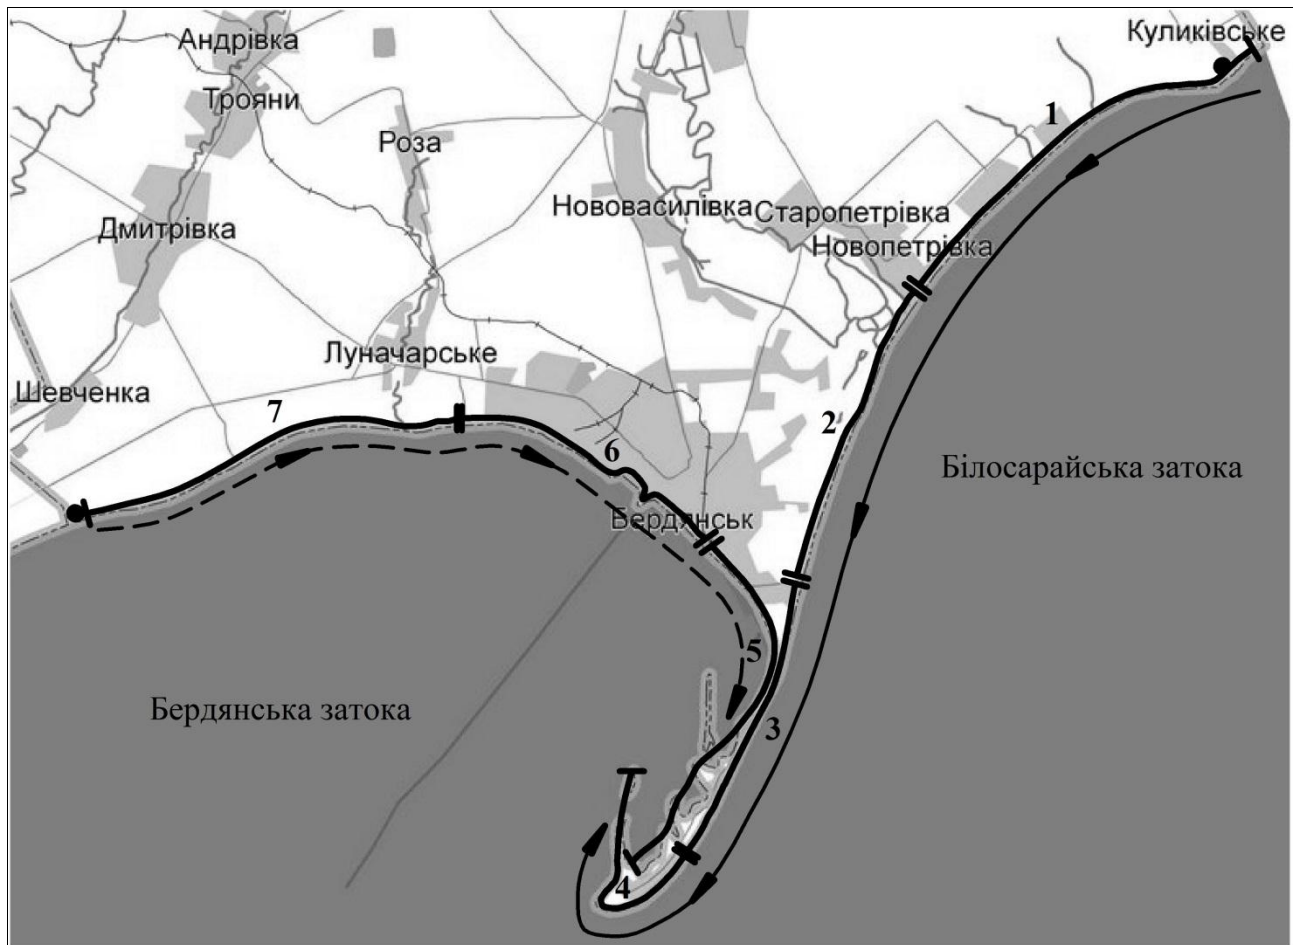 Куликівське
Андрівка
Трояни
1
Роза
Нововасилівка
Старопетрівка
Дмитрівка
Новопетрівка
Луначарське
Шевченка
7
2
6
Білосарайська затока
Бердянськ
5
Бердянська затока
3
4